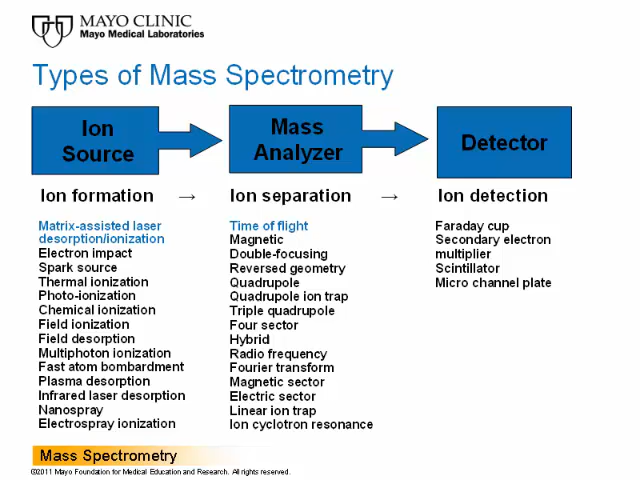 MAYO CLINIC
Mayo Medical Laboratories
Types of Mass Spectrometry
Ion
Source
Mass
Analyzer
Detector
Ion formation → Ion separation → Ion detection
Matrix-assisted laser
desorption/ionization
Electron impact
Spark source
Thermal ionization
Photo-ionization
Chemical ionization
Field ionization
Field desorption
Multiphoton ionization
Fast atom bombardment
Plasma desorption
Infrared laser desorption
Nanospray
Electrospray ionization
Time of flight
Magnetic
Double-focusing
Reversed geometry
Quadrupole
Quadrupole ion trap
Triple quadrupole
Four sector
Hybrid
Radio frequency
Fourier transform
Magnetic sector
Electric sector
Linear ion trap
Ion cyclotron resonance
Faraday cup
Secondary electron
multiplier
Scintillator
Micro channel plate
Mass Spectrometry
©2011 Mayo Foundation for Medical Education and Research. All rights reserved.